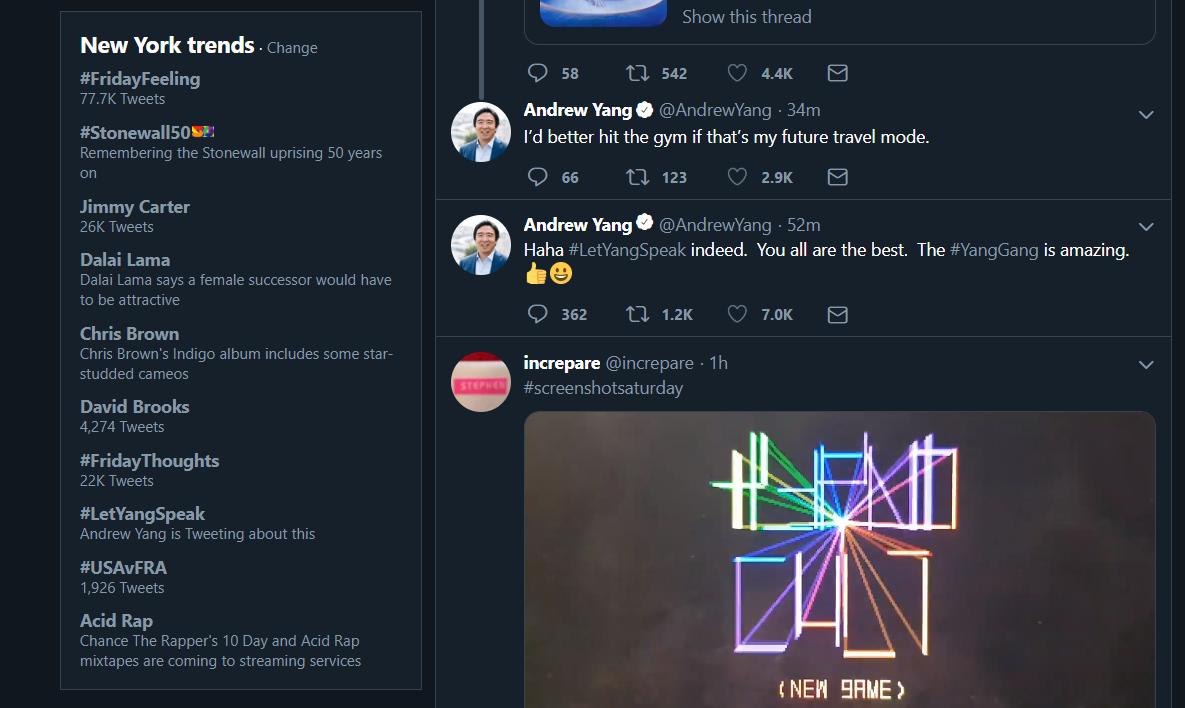 New York trends · Change
#FridayFeeling
77.7K Tweets
#Stonewall50
Remembering the Stonewall uprising 50 years
on
Jimmy Carter
26K Tweets
Dalai Lama
Dalai Lama says a female successor would have
to be attractive
Chris Brown
Chris Brown's Indigo album includes some star-
studded cameos
David Brooks
4,274 Tweets
#FridayThoughts
22K Tweets
#LetYangSpeak
Andrew Yang is Tweeting about this
#USAvFRA
1,926 Tweets
Acid Rap
Chance The Rapper's 10 Day and Acid Rap
mixtapes are coming to streaming services
Show this thread
58 542 4.4K
Andrew Yang @AndrewYang · 34m
I'd better hit the gym if that's my future travel mode.
66 123 2.9K
Andrew Yang @AndrewYang · 52m
Haha #LetYangSpeak indeed.  You all are the best.  The #YangGang is amazing.
👍😀
362 1.2K 7.0K
increpare @increpare · 1h
#screenshotsaturday
STEPHEN
(NEW GAME)